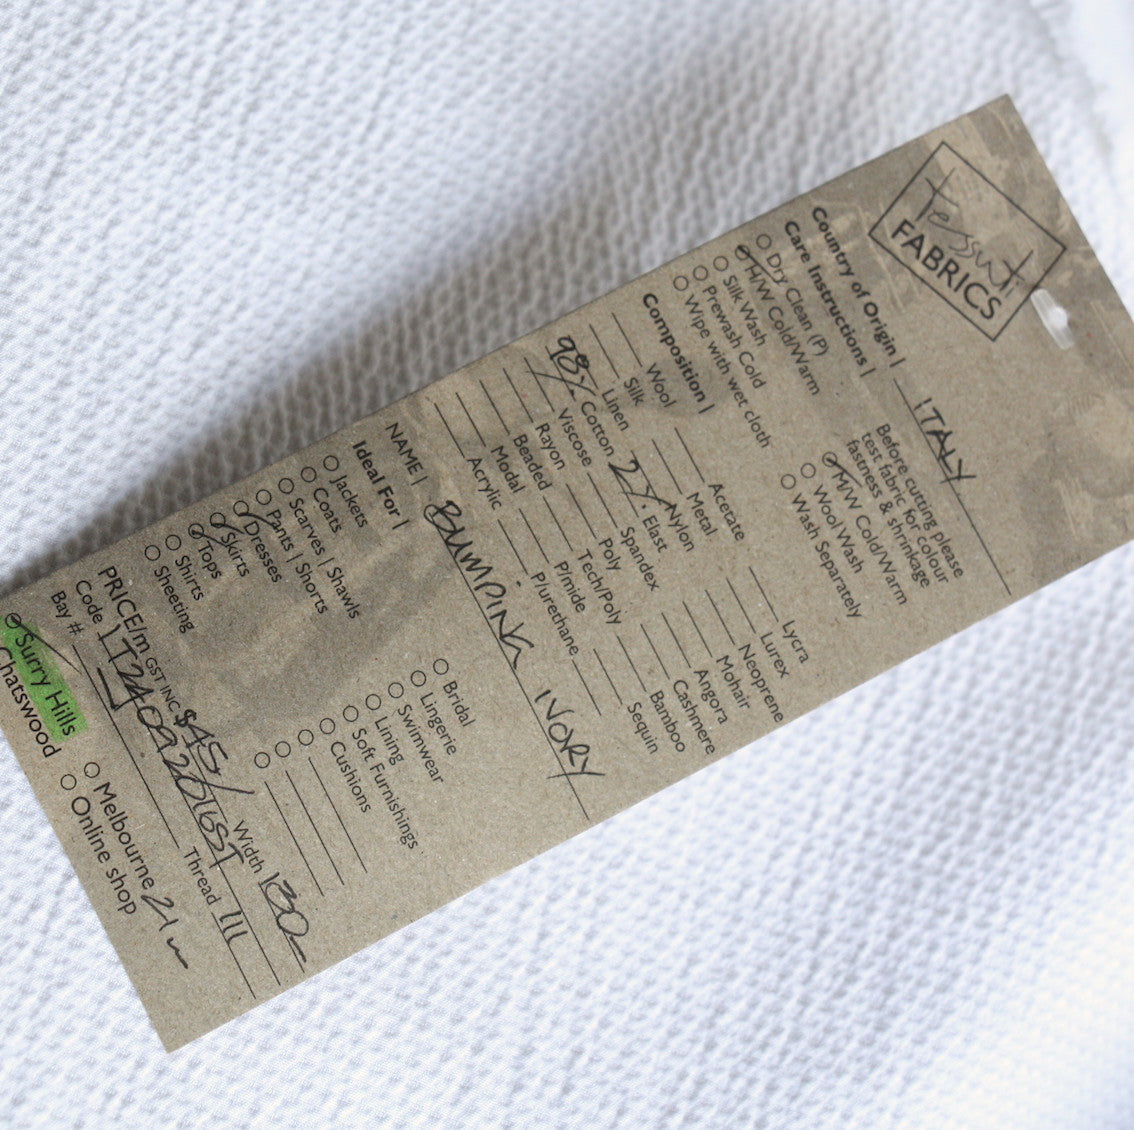 tessuti
FABRICS
Country of Origin | ITALY
Care Instructions |
Dry Clean (P)
H/W Cold/Warm
Silk Wash
Prewash Cold
Wipe with wet cloth
Before cutting please
test fabric for colour
fastness & shrinkage
M/W Cold/Warm
Wool Wash
Wash Separately
Composition |
Wool
Silk
Linen
98% Cotton
Viscose
Rayon
Beaded
Modal
Acrylic
Acetate
Metal
Nylon
2% Elast
Spandex
Poly
Tech/Poly
P/mide
P/urethane
Lycra
Lurex
Neoprene
Mohair
Angora
Cashmere
Bamboo
Sequin
NAME | BUMPING IVORY
Ideal For |
Jackets
Coats
Scarves | Shawls
Pants | Shorts
Dresses
Skirts
Tops
Shirts
Sheeting
Bridal
Lingerie
Swimwear
Lining
Soft Furnishings
Cushions
PRICE/m GST INC $45/ Width 130
Code
Bay # Thread 111
Surry Hills
Chatswood
Melbourne 21m
Online shop